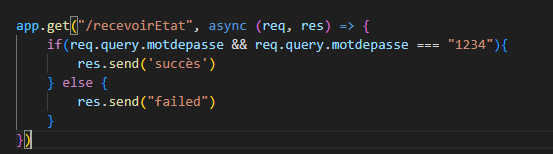 app.get("/recevoirEtat", async (req, res) => {
    if(req.query.motdepasse && req.query.motdepasse === "1234"){
        res.send('succès')
    } else {
        res.send("failed")
    }
})